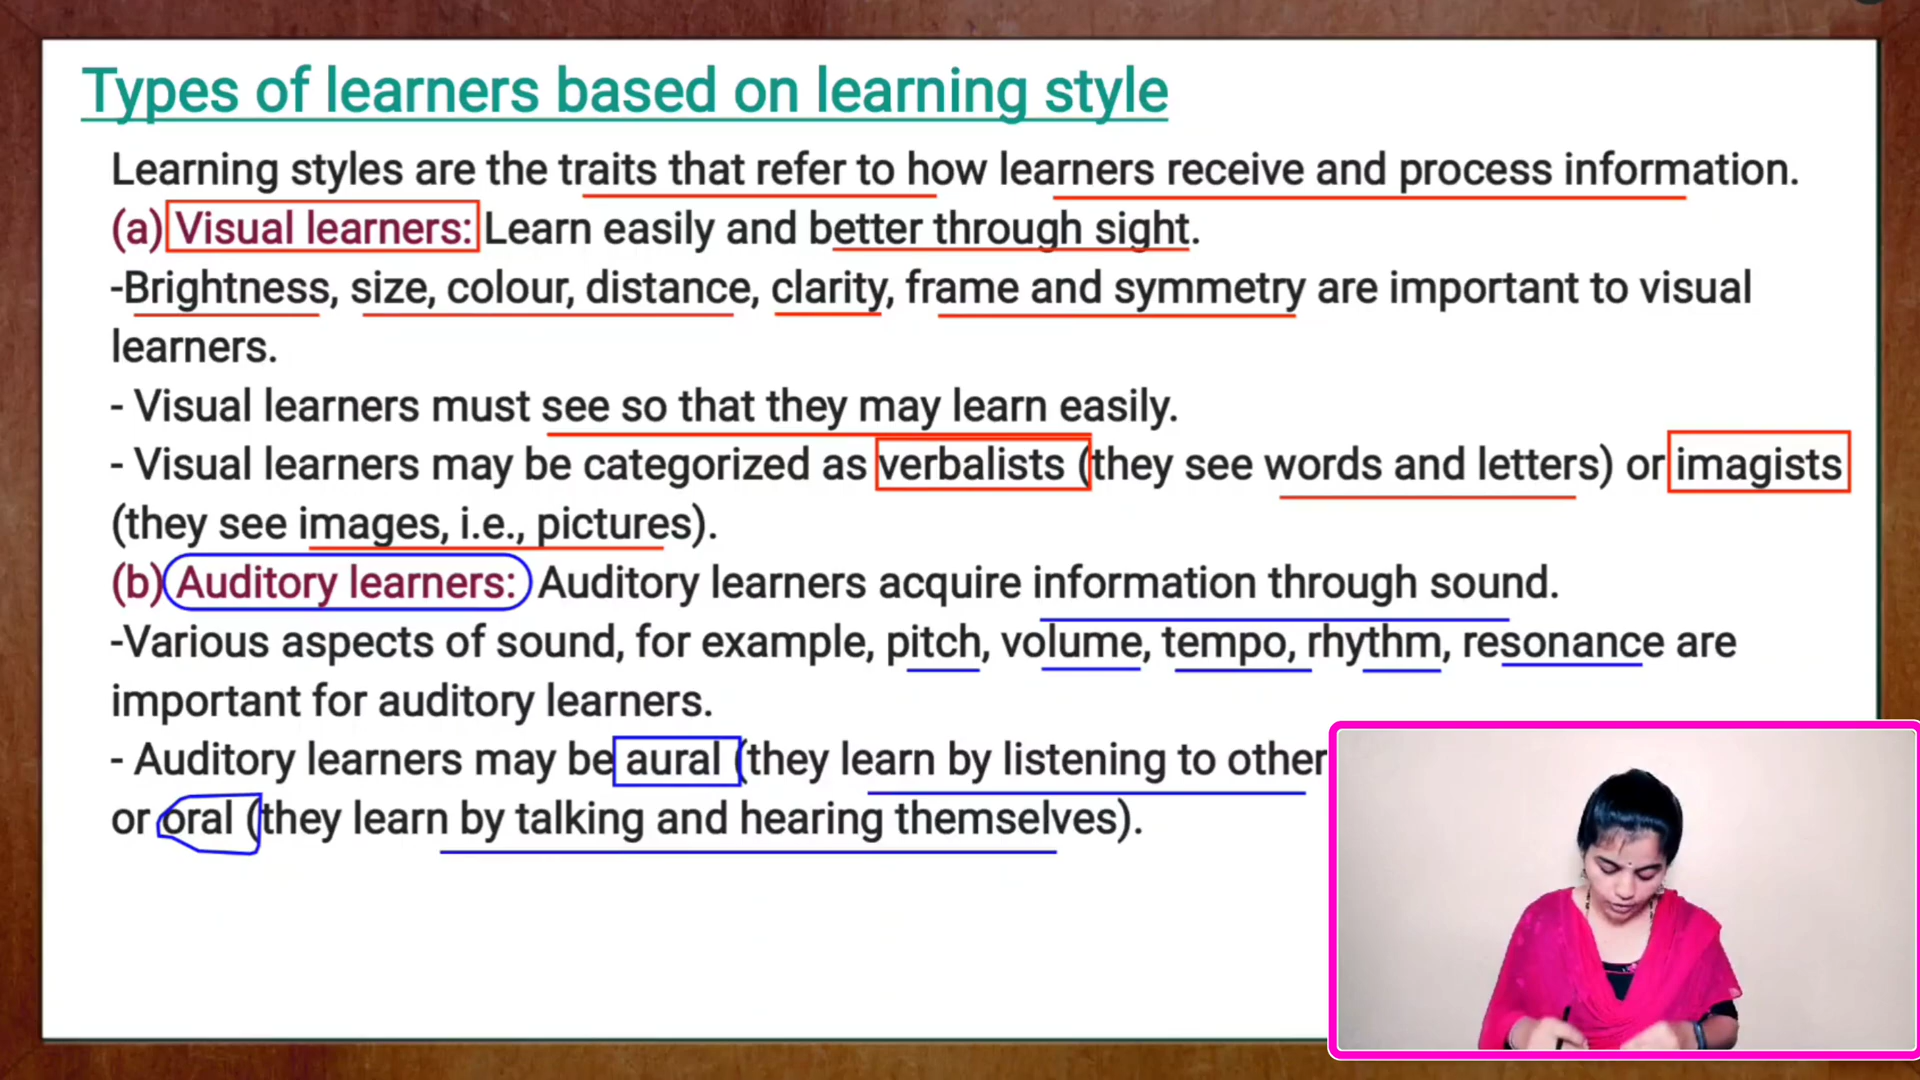 Types of learners based on learning style
Learning styles are the traits that refer to how learners receive and process information.
(a) Visual learners: Learn easily and better through sight.
-Brightness, size, colour, distance, clarity, frame and symmetry are important to visual
learners.
- Visual learners must see so that they may learn easily.
- Visual learners may be categorized as verbalists (they see words and letters) or imagists
(they see images, i.e., pictures).
(b) Auditory learners: Auditory learners acquire information through sound.
-Various aspects of sound, for example, pitch, volume, tempo, rhythm, resonance are
important for auditory learners.
- Auditory learners may be aural (they learn by listening to other
or oral (they learn by talking and hearing themselves).